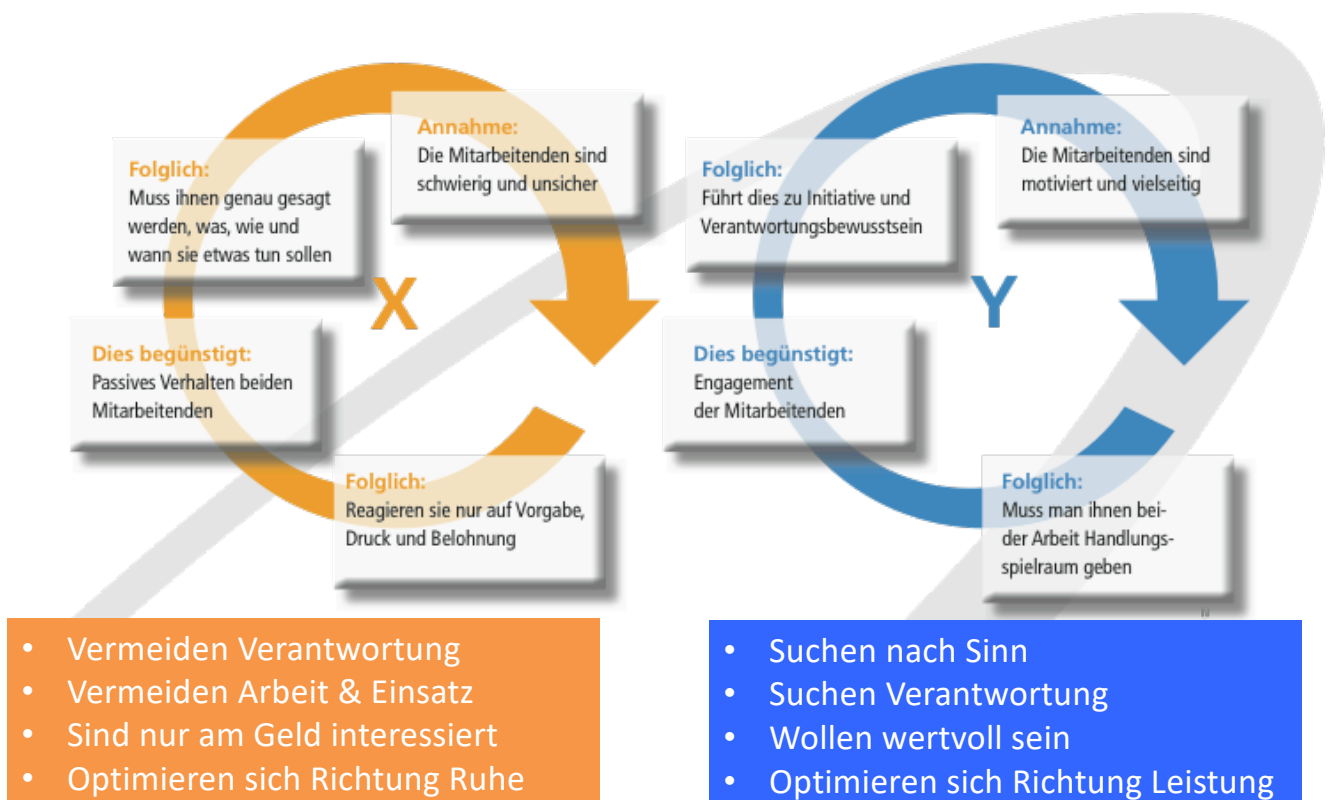 Annahme:
Die Mitarbeitenden sind
schwierig und unsicher
Folglich:
Muss ihnen genau gesagt
werden, was, wie und
wann sie etwas tun sollen
X
Dies begünstigt:
Passives Verhalten beiden
Mitarbeitenden
Folglich:
Reagieren sie nur auf Vorgabe,
Druck und Belohnung
Annahme:
Die Mitarbeitenden sind
motiviert und vielseitig
Folglich:
Führt dies zu Initiative und
Verantwortungsbewusstsein
Y
Dies begünstigt:
Engagement
der Mitarbeitenden
Folglich:
Muss man ihnen bei-
der Arbeit Handlungs-
spielraum geben
• Vermeiden Verantwortung
• Vermeiden Arbeit & Einsatz
• Sind nur am Geld interessiert
• Optimieren sich Richtung Ruhe
• Suchen nach Sinn
• Suchen Verantwortung
• Wollen wertvoll sein
• Optimieren sich Richtung Leistung